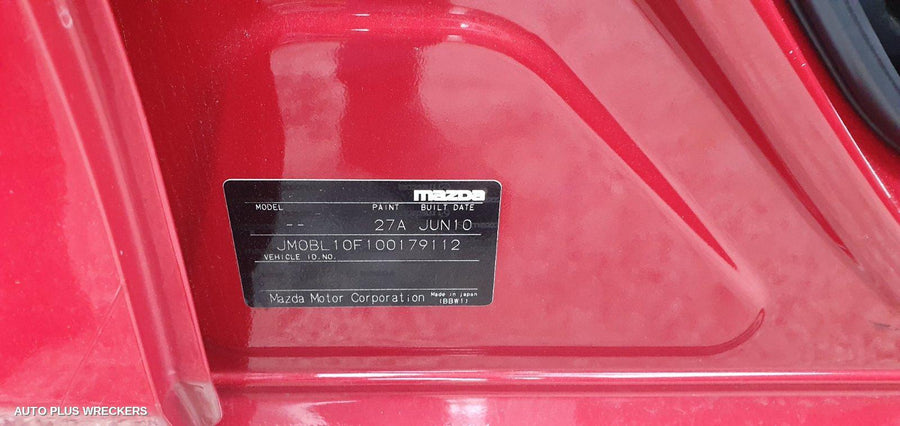 mazda
MODEL PAINT BUILT DATE
-- 27A JUN10
JM0BL10F100179112
VEHICLE ID.NO.
Mazda Motor Corporation Made in japan
(BBW1)
AUTO PLUS WRECKERS